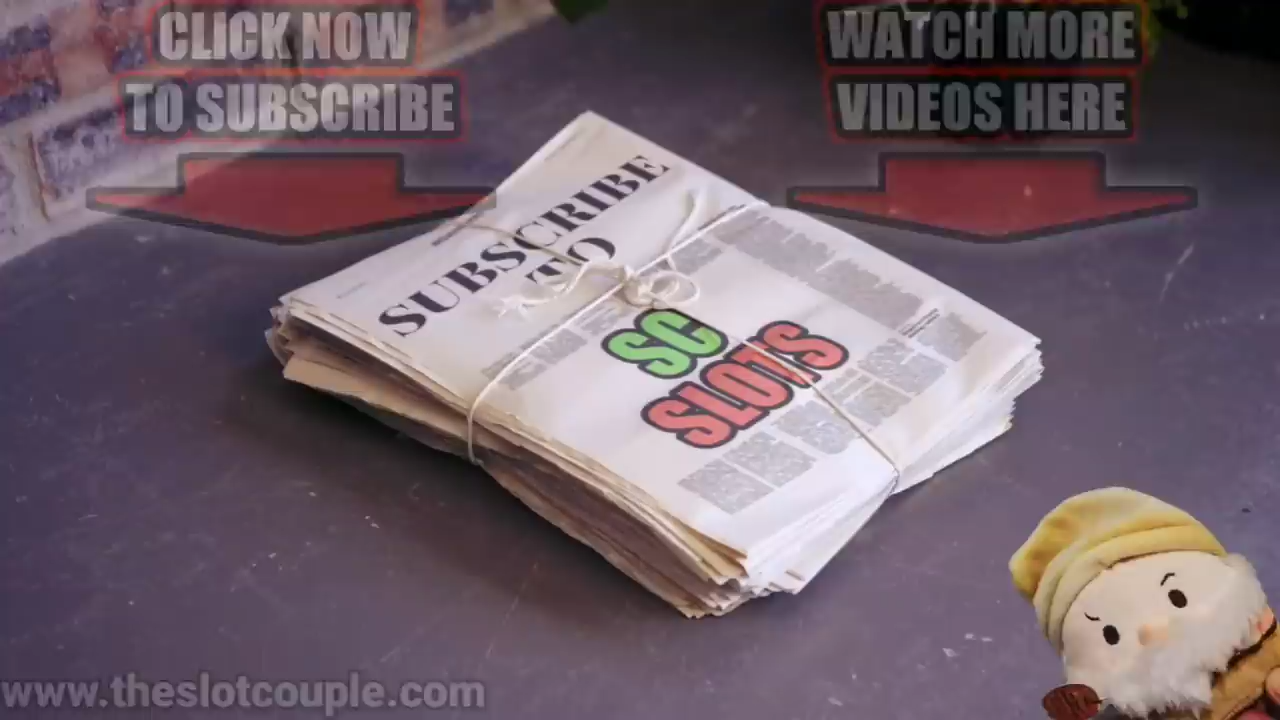 CLICK NOW
TO SUBSCRIBE
WATCH MORE
VIDEOS HERE
SUBSCRIBE
TO
SC
SLOTS
www.theslotcouple.com